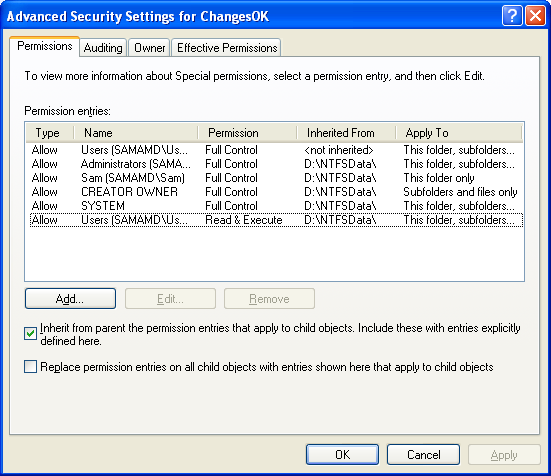 Advanced Security Settings for ChangesOK
Permissions Auditing Owner Effective Permissions
To view more information about Special permissions, select a permission entry, and then click Edit.
Permission entries:
Type Name Permission Inherited From Apply To
Allow Users (SAMAMD\Us... Full Control <not inherited> This folder, subfolders...
Allow Administrators (SAMA... Full Control D:\NTFSData\ This folder, subfolders...
Allow Sam (SAMAMD\Sam) Full Control D:\NTFSData\ This folder only
Allow CREATOR OWNER Full Control D:\NTFSData\ Subfolders and files only
Allow SYSTEM Full Control D:\NTFSData\ This folder, subfolders...
Allow Users (SAMAMD\Us... Read & Execute D:\NTFSData\ This folder, subfolders...
Add... Edit... Remove
Inherit from parent the permission entries that apply to child objects. Include these with entries explicitly
defined here.
Replace permission entries on all child objects with entries shown here that apply to child objects
OK Cancel Apply